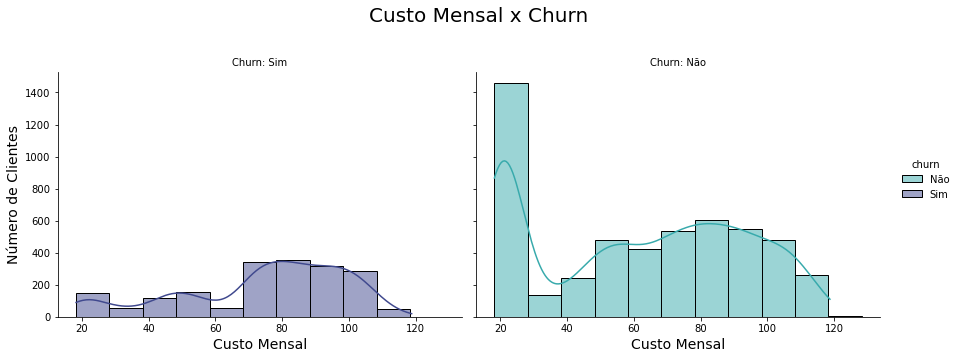 Custo Mensal x Churn
Churn: Sim
Churn: Não
Número de Clientes
1400
1200
1000
800
600
400
200
0
20 40 60 80 100 120
20 40 60 80 100 120
Custo Mensal
Custo Mensal
churn
Não
Sim